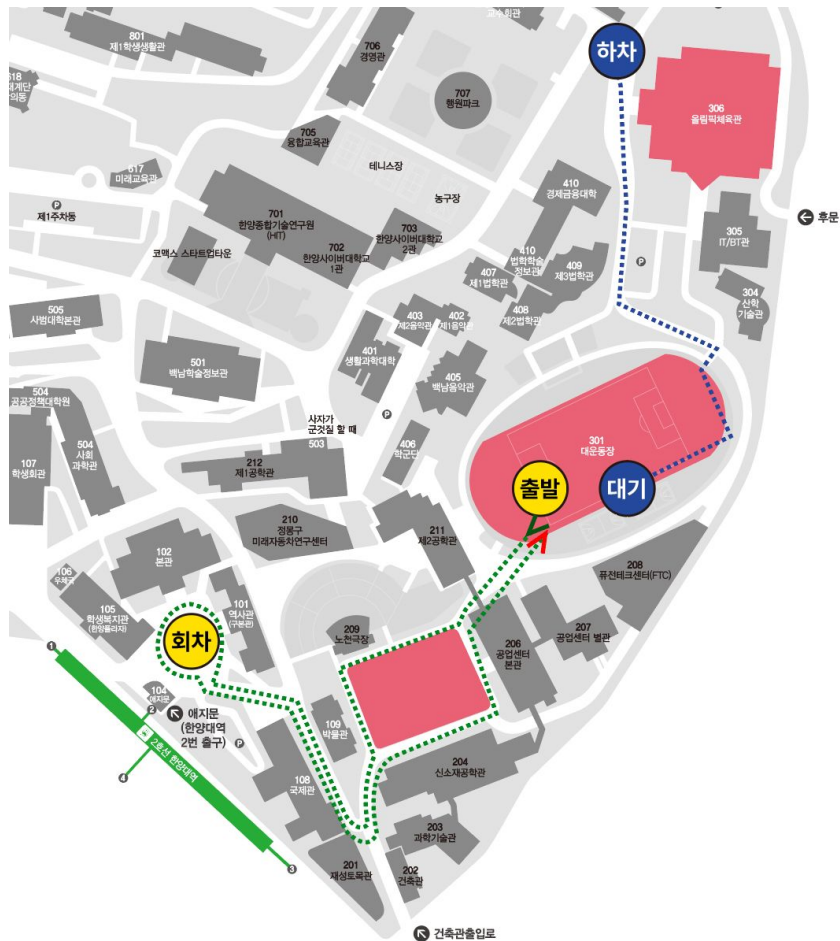 교수회관
801
제1학생생활관
706
경영관
하차
618
707
행원파크
306
올림픽체육관
705
융합교육관
테니스장
617
미래교육관
농구장
410
경제금융대학
P
제1주차동
701
한양종합기술연구원
(HIT)
703
한양사이버대학교
2관
305
IT/BT관
후문
코맥스 스타트업타운
702
한양사이버대학교
1관
410
법학학술
정보관
409
제3법학관
P
407
제1법학관
304
산학
기술관
505
사범대학본관
403
제2음악관
402
제1음악관
408
제2법학관
501
백남학술정보관
401
생활과학대학
405
백남음악관
504
공공정책대학원
사자가
군것질 할 때
P
504
사회
과학관
503
406
학군단
301
대운동장
107
학생회관
212
제1공학관
출발
대기
210
정몽구
미래자동차연구센터
211
제2공학관
102
본관
208
퓨전테크센터(FTC)
106
우체국
105
학생복지관
(한양플라자)
101
역사관
(구본관)
회차
209
노천극장
206
공업센터
본관
207
공업센터 별관
1
104
애지문
2
애지문
(한양대역
2번 출구)
P
109
박물관
2호선 한양대역
204
신소재공학관
4
108
국제관
203
과학기술관
3
201
재성토목관
202
건축관
건축관출입로